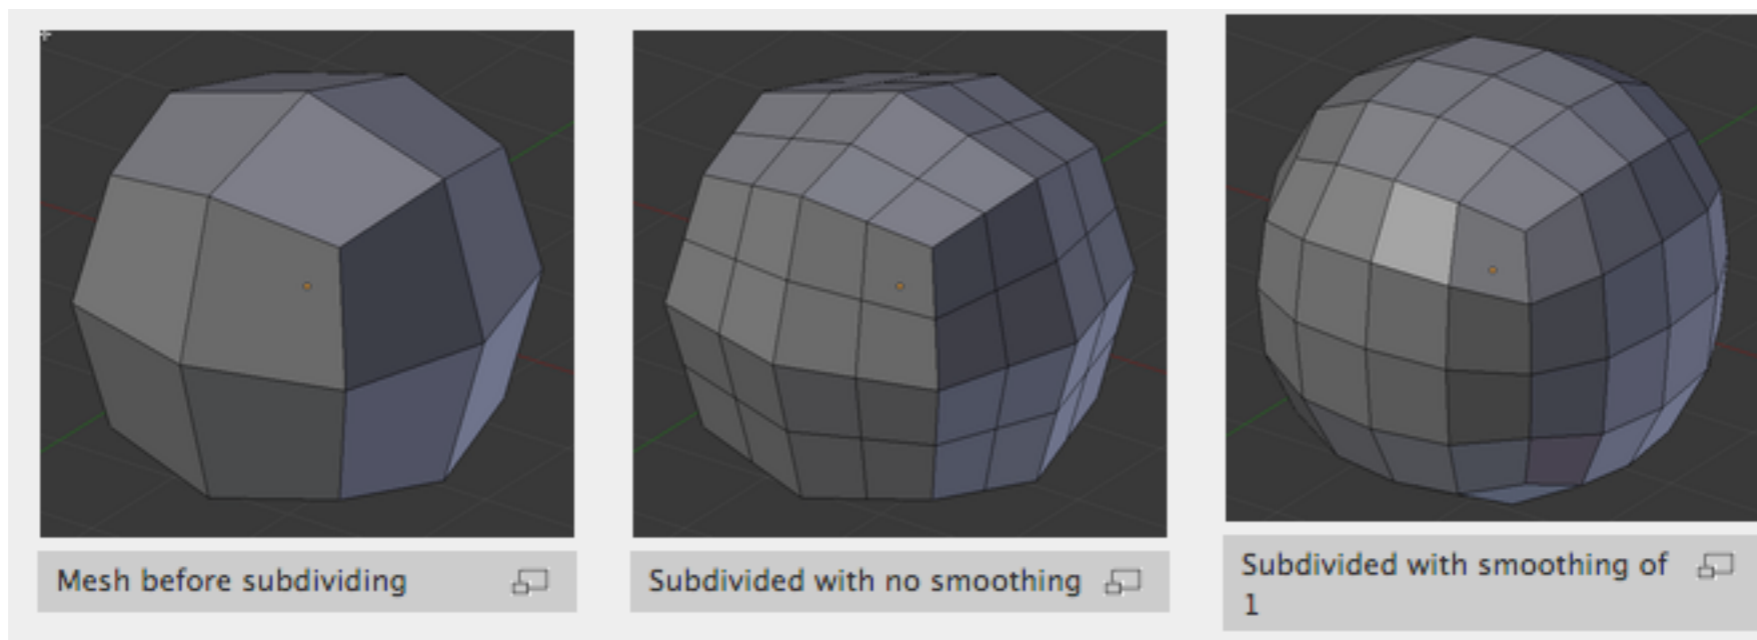 Mesh before subdividing
Subdivided with no smoothing
Subdivided with smoothing of
1